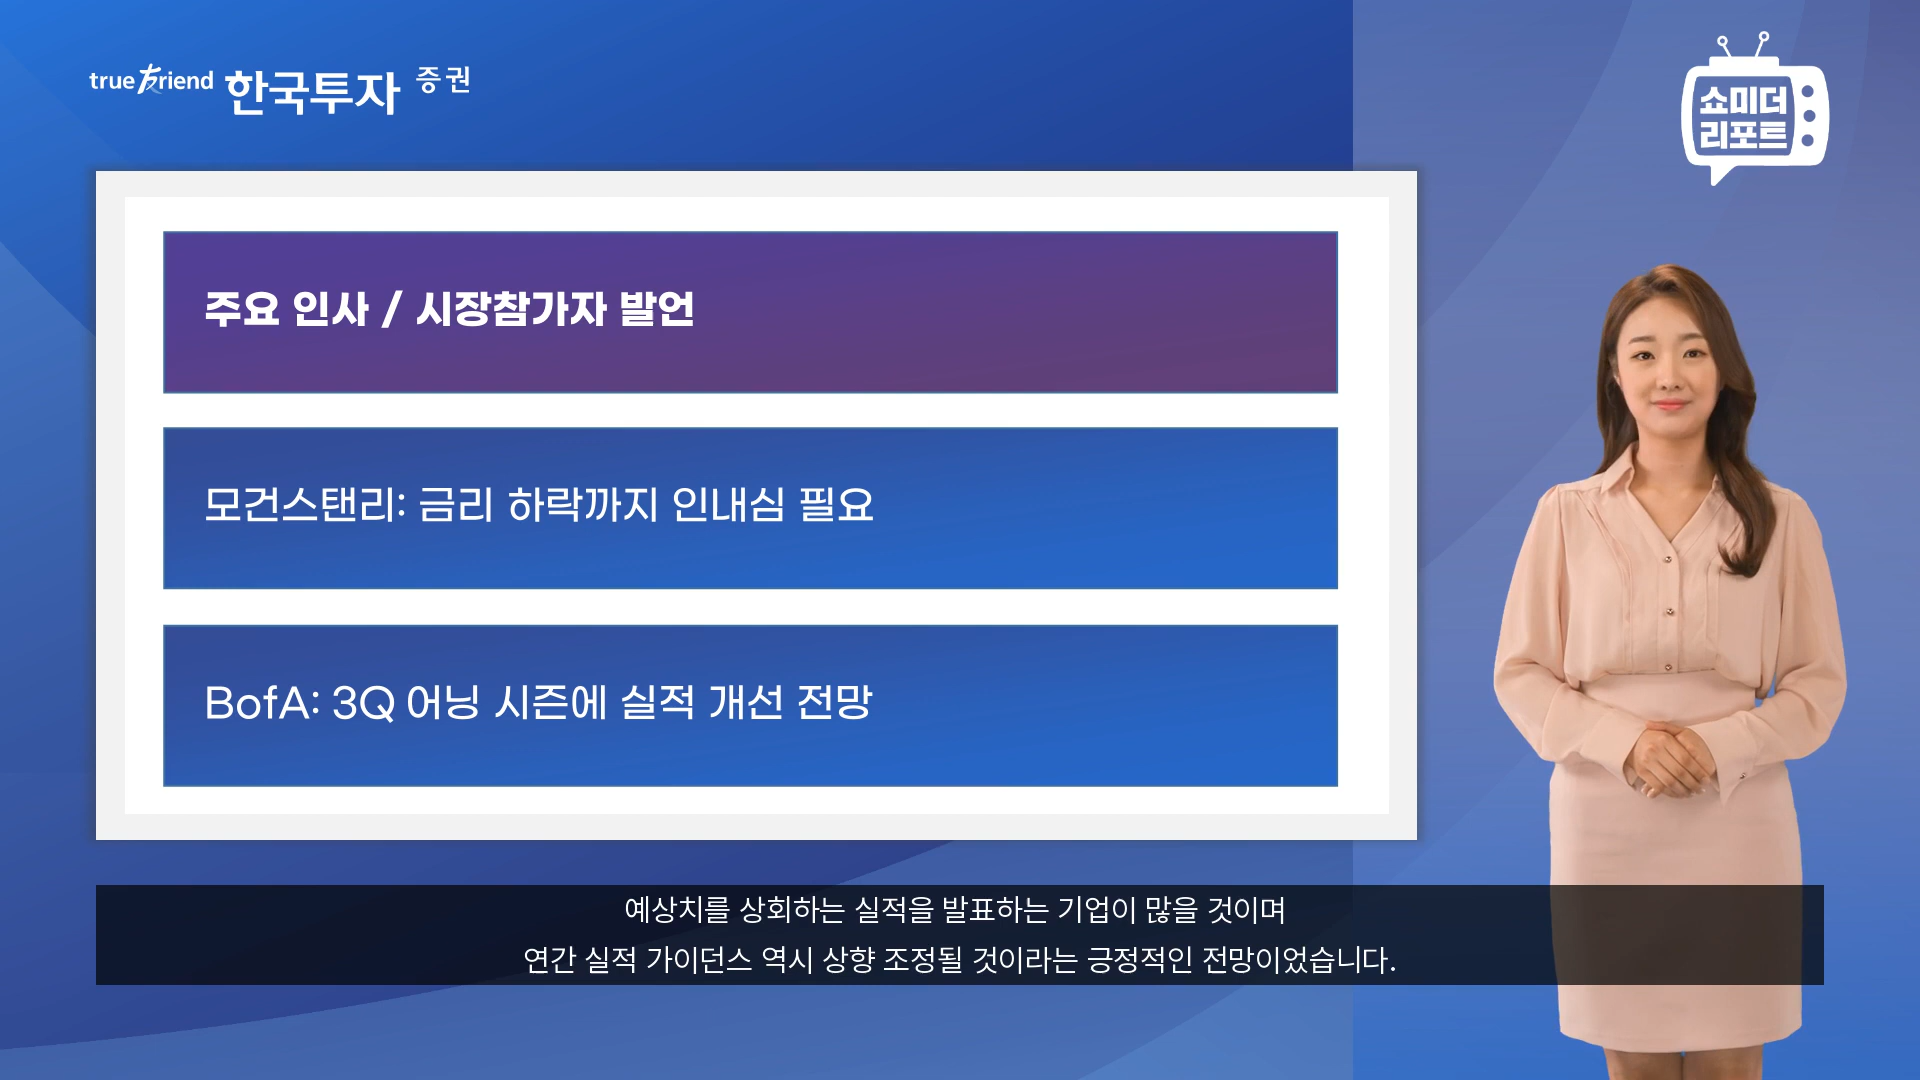 true friend 한국투자 증권
쇼미더
리포트
주요 인사 / 시장참가자 발언
모건스탠리: 금리 하락까지 인내심 필요
BofA: 3Q 어닝 시즌에 실적 개선 전망
예상치를 상회하는 실적을 발표하는 기업이 많을 것이며
연간 실적 가이던스 역시 상향 조정될 것이라는 긍정적인 전망이었습니다.